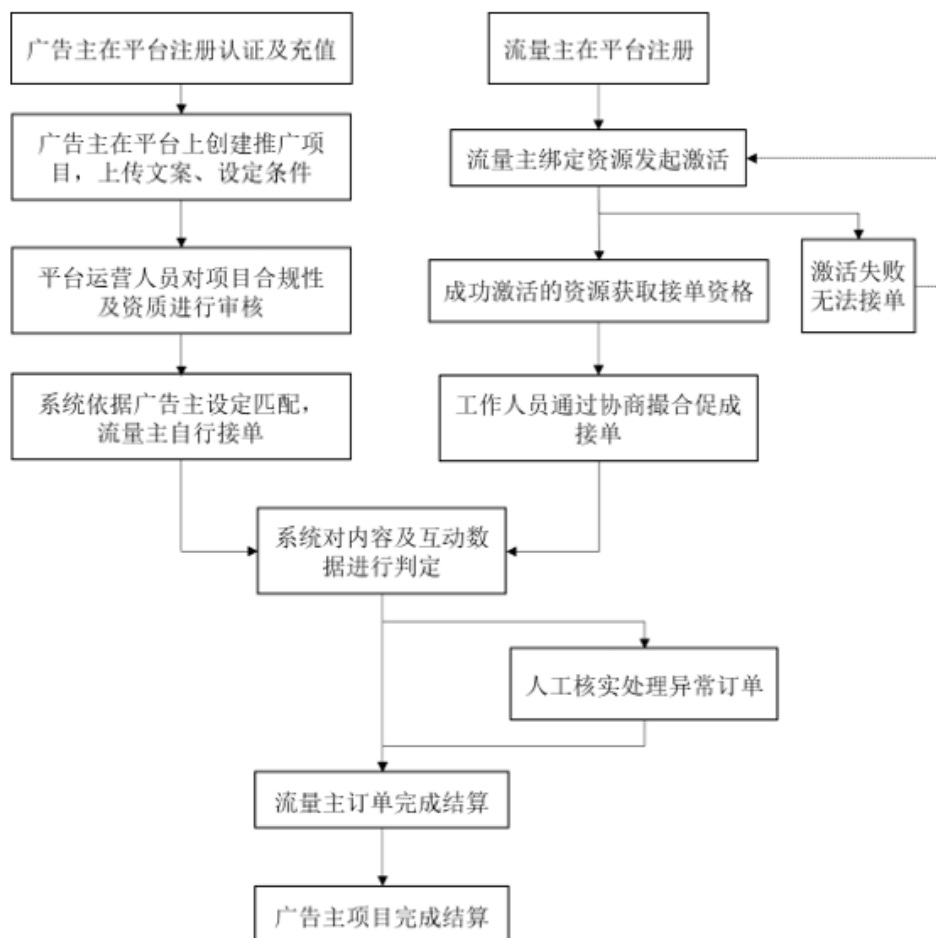 广告主在平台注册认证及充值
流量主在平台注册
广告主在平台上创建推广项
目，上传文案、设定条件
流量主绑定资源发起激活
平台运营人员对项目合规性
及资质进行审核
成功激活的资源获取接单资格
激活失败
无法接单
系统依据广告主设定匹配，
流量主自行接单
工作人员通过协商撮合促成
接单
系统对内容及互动数
据进行判定
人工核实处理异常订单
流量主订单完成结算
广告主项目完成结算